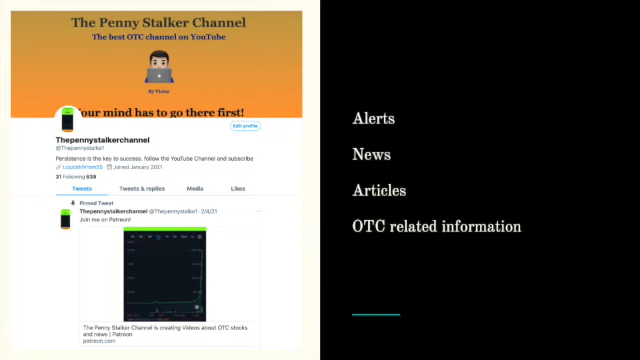 The Penny Stalker Channel
The best OTC channel on YouTube
By Victor
Your mind has to go there first!
Edit profile
Thepennystalkerchannel
@Thepennystalke1
Persistence is the key to success, follow the YouTube Channel and subscribe
Joined January 2021
31 Following 639
Tweets Tweets & replies Media Likes
Pinned Tweet
Thepennystalkerchannel @Thepennystalke1 · 2/4/21
Join me on Patreon!
The Penny Stalker Channel is creating Videos about OTC stocks
and news | Patreon
patreon.com
Alerts
News
Articles
OTC related information